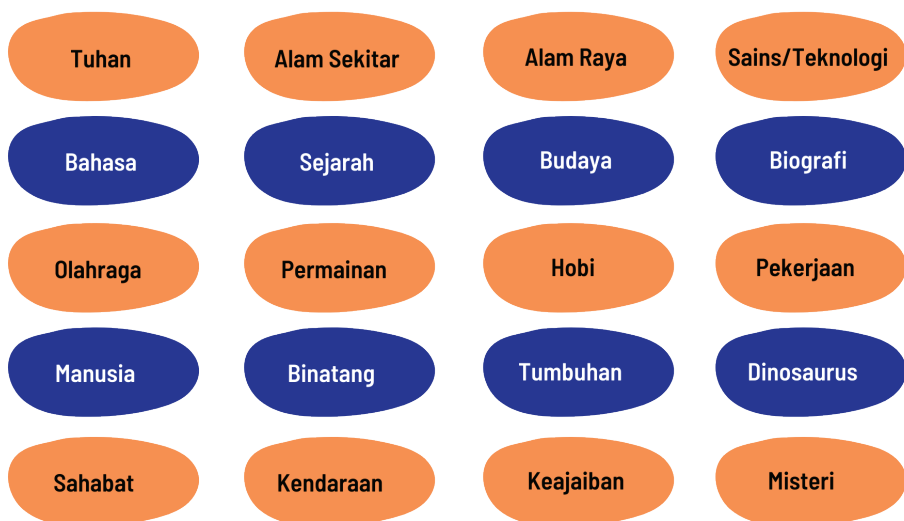 Tuhan
Alam Sekitar
Alam Raya
Sains/Teknologi
Bahasa
Sejarah
Budaya
Biografi
Olahraga
Permainan
Hobi
Pekerjaan
Manusia
Binatang
Tumbuhan
Dinosaurus
Sahabat
Kendaraan
Keajaiban
Misteri